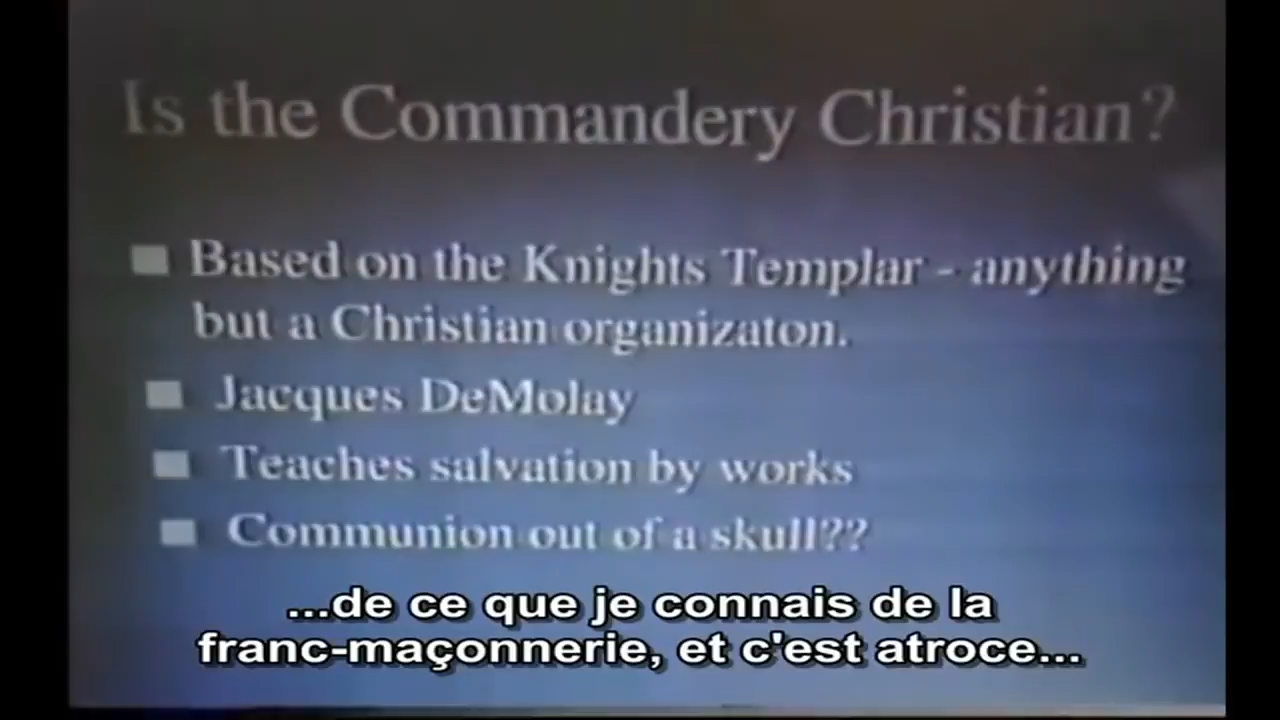 Is the Commandery Christian?
Based on the Knights Templar - anything
but a Christian organizaton.
Jacques DeMolay
Teaches salvation by works
Communion out of a skull??
...de ce que je connais de la
franc-maçonnerie, et c'est atroce...